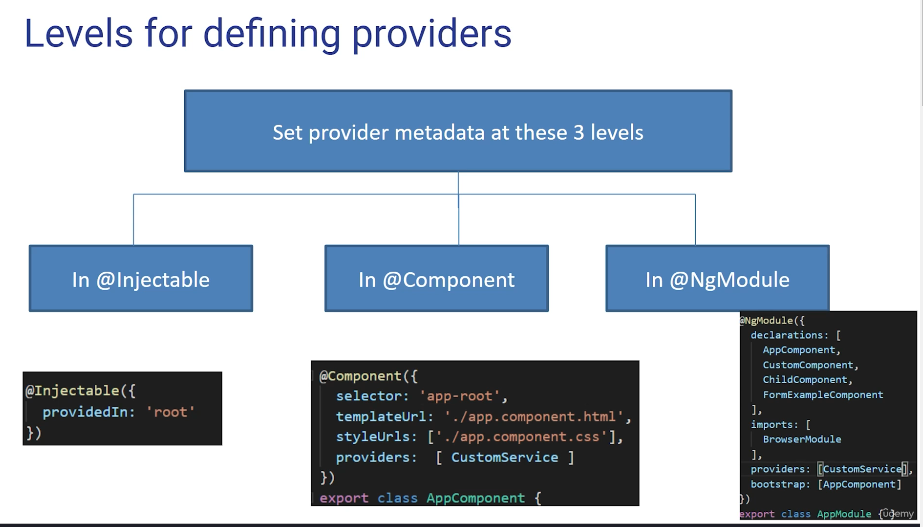 Levels for defining providers
Set provider metadata at these 3 levels
In @Injectable
In @Component
In @NgModule
@Injectable({
providedIn: 'root'
})
@Component({
selector: 'app-root',
templateUrl: './app.component.html',
styleUrls: ['./app.component.css'],
providers: [ CustomService ]
})
export class AppComponent {
@NgModule({
declarations: [
AppComponent,
CustomComponent,
ChildComponent,
FormExampleComponent
],
imports: [
BrowserModule
],
providers: [CustomService],
bootstrap: [AppComponent]
})
export class AppModule { }
ûdemy